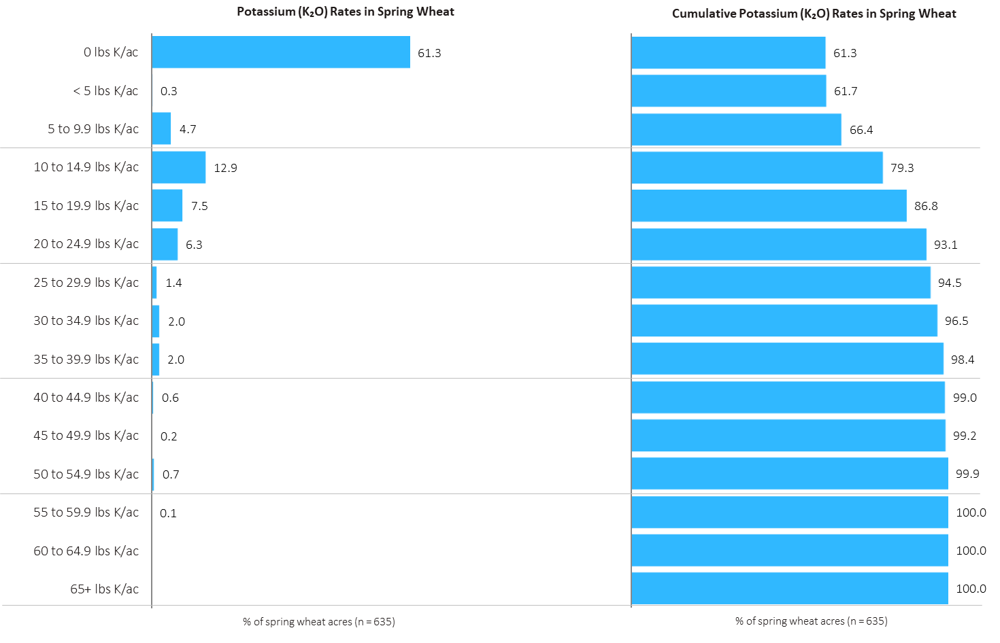 Potassium (K₂O) Rates in Spring Wheat
Cumulative Potassium (K₂O) Rates in Spring Wheat
0 lbs K/ac 61.3 61.3
< 5 lbs K/ac 0.3 61.7
5 to 9.9 lbs K/ac 4.7 66.4
10 to 14.9 lbs K/ac 12.9 79.3
15 to 19.9 lbs K/ac 7.5 86.8
20 to 24.9 lbs K/ac 6.3 93.1
25 to 29.9 lbs K/ac 1.4 94.5
30 to 34.9 lbs K/ac 2.0 96.5
35 to 39.9 lbs K/ac 2.0 98.4
40 to 44.9 lbs K/ac 0.6 99.0
45 to 49.9 lbs K/ac 0.2 99.2
50 to 54.9 lbs K/ac 0.7 99.9
55 to 59.9 lbs K/ac 0.1 100.0
60 to 64.9 lbs K/ac 100.0
65+ lbs K/ac 100.0
% of spring wheat acres (n = 635)
% of spring wheat acres (n = 635)